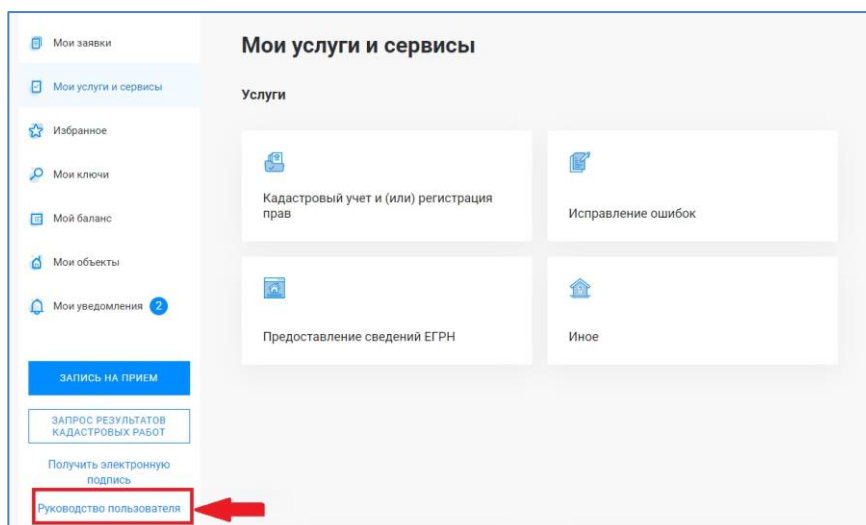 Мои заявки
Мои услуги и сервисы
Избранное
Мои ключи
Мой баланс
Мои объекты
Мои уведомления 2
ЗАПИСЬ НА ПРИЕМ
ЗАПРОС РЕЗУЛЬТАТОВ
КАДАСТРОВЫХ РАБОТ
Получить электронную
подпись
Руководство пользователя
Мои услуги и сервисы
Услуги
Кадастровый учет и (или) регистрация
прав
Исправление ошибок
Предоставление сведений ЕГРН
Иное